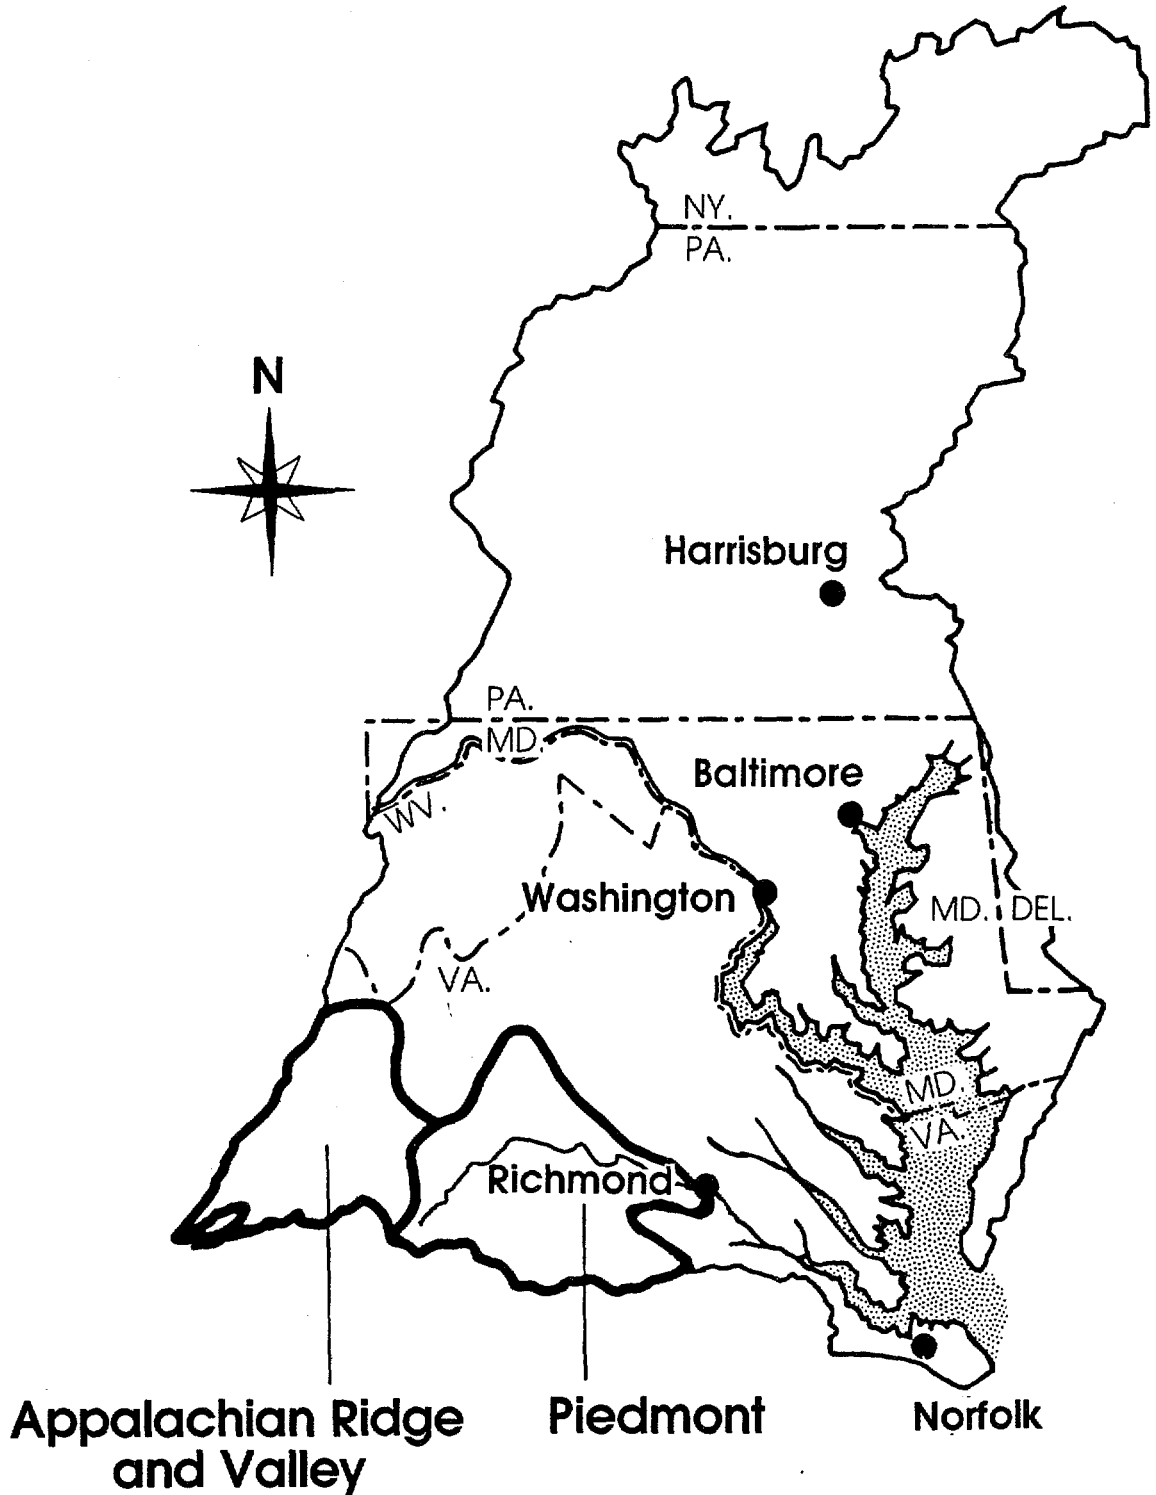 NY.
PA.
N
Harrisburg
PA.
MD.
Baltimore
WV.
Washington
MD. DEL.
VA.
MD.
VA.
Richmond
Appalachian Ridge
and Valley
Piedmont
Norfolk